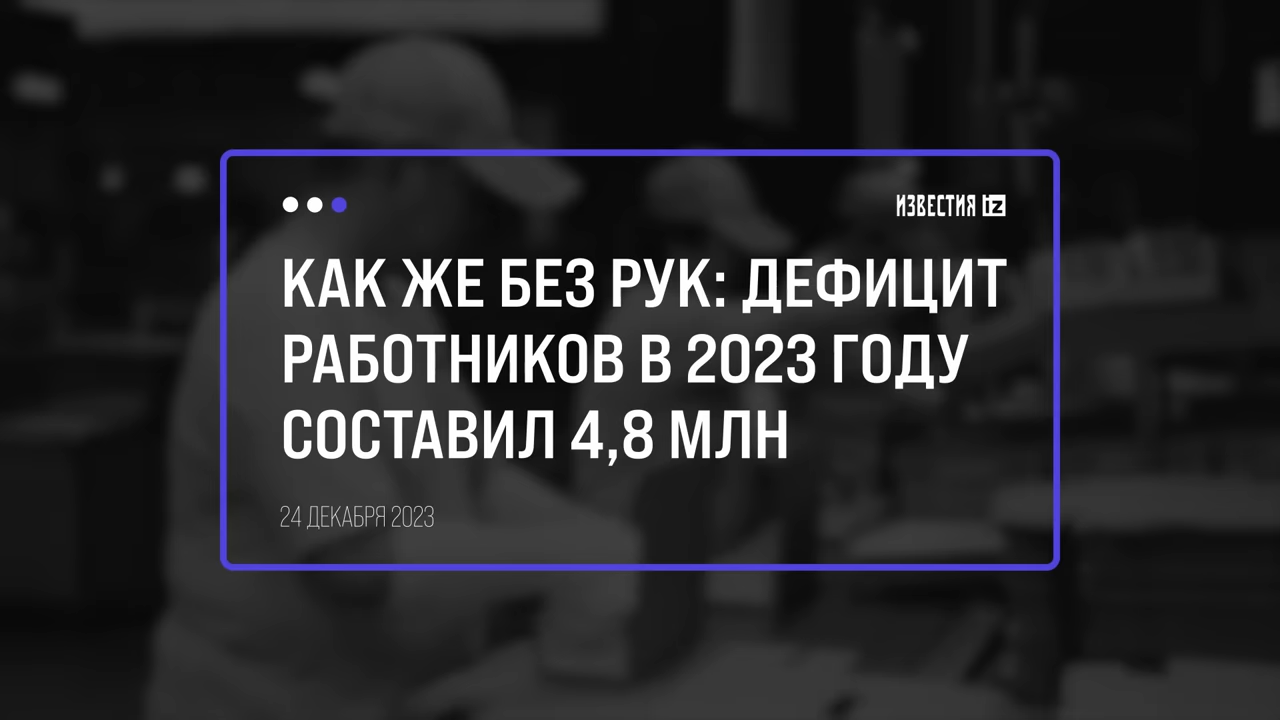 ИЗВЕСТИЯ iz
КАК ЖЕ БЕЗ РУК: ДЕФИЦИТ
РАБОТНИКОВ В 2023 ГОДУ
СОСТАВИЛ 4,8 МЛН
24 ДЕКАБРЯ 2023